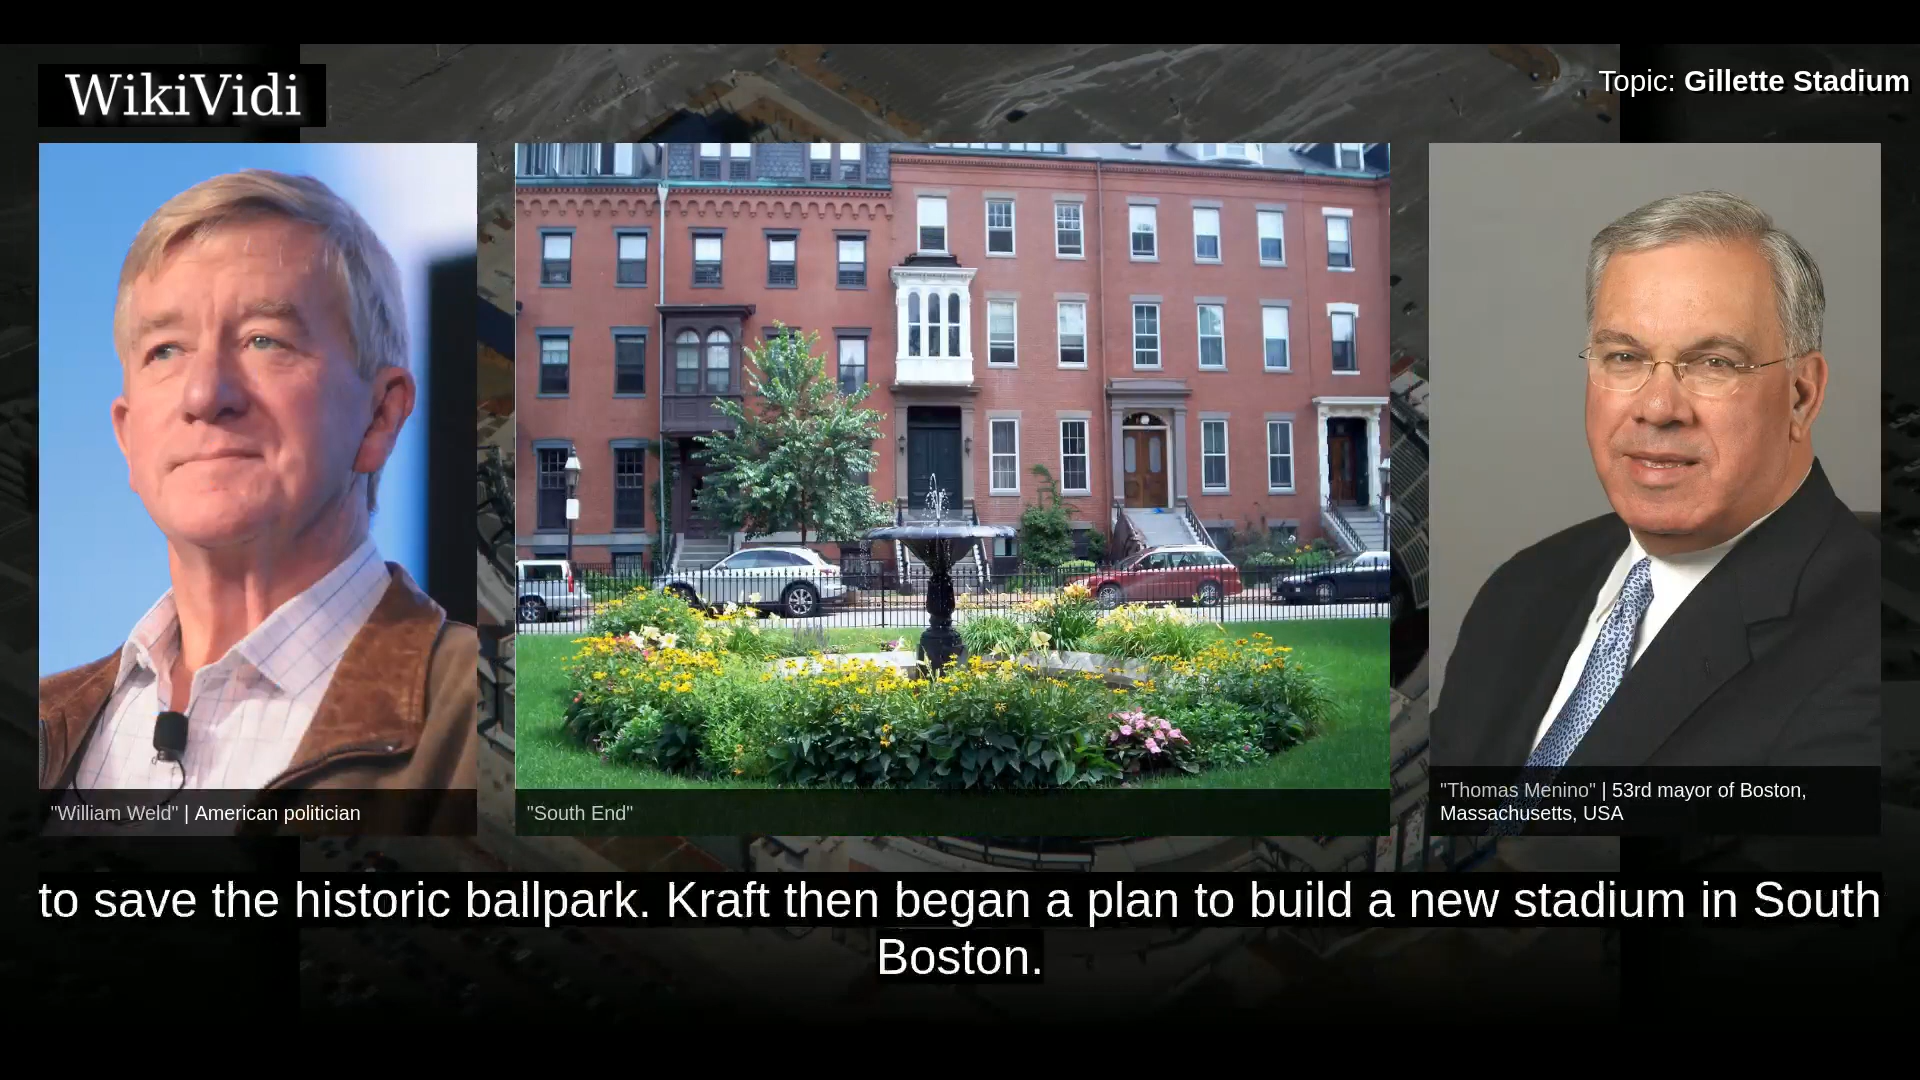 WikiVidi
Topic: Gillette Stadium
"William Weld" | American politician
"South End"
"Thomas Menino" | 53rd mayor of Boston,
Massachusetts, USA
to save the historic ballpark. Kraft then began a plan to build a new stadium in South
Boston.